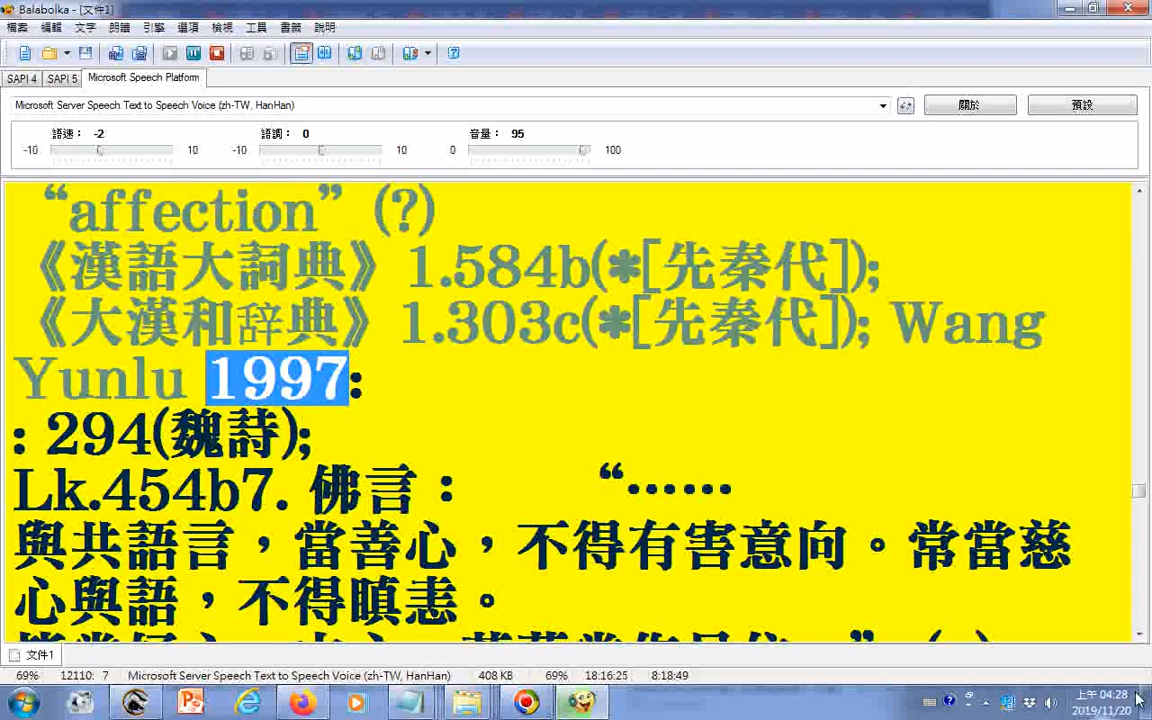 Balabolka - [文件1]
檔案 編輯 文字 朗讀 引擎 選項 檢視 工具 書籤 說明
SAPI 4 SAPI 5 Microsoft Speech Platform
Microsoft Server Speech Text to Speech Voice (zh-TW, HanHan) 關於 預設
語速： -2 語調： 0 音量： 95
-10 10 -10 10 0 100
“affection” (?)
《漢語大詞典》 1.584b(*[先秦代]);
《大漢和辞典》 1.303c(*[先秦代]); Wang
Yunlu 1997:
: 294(魏詩);
Lk.454b7. 佛言： “……
與共語言，當善心，不得有害意向。常當慈
心與語，不得瞋恚。
文件1
69% 12110: 7 Microsoft Server Speech Text to Speech Voice (zh-TW, HanHan) 408 KB 69% 18:16:25 8:18:49
上午 04:28
2019/11/20